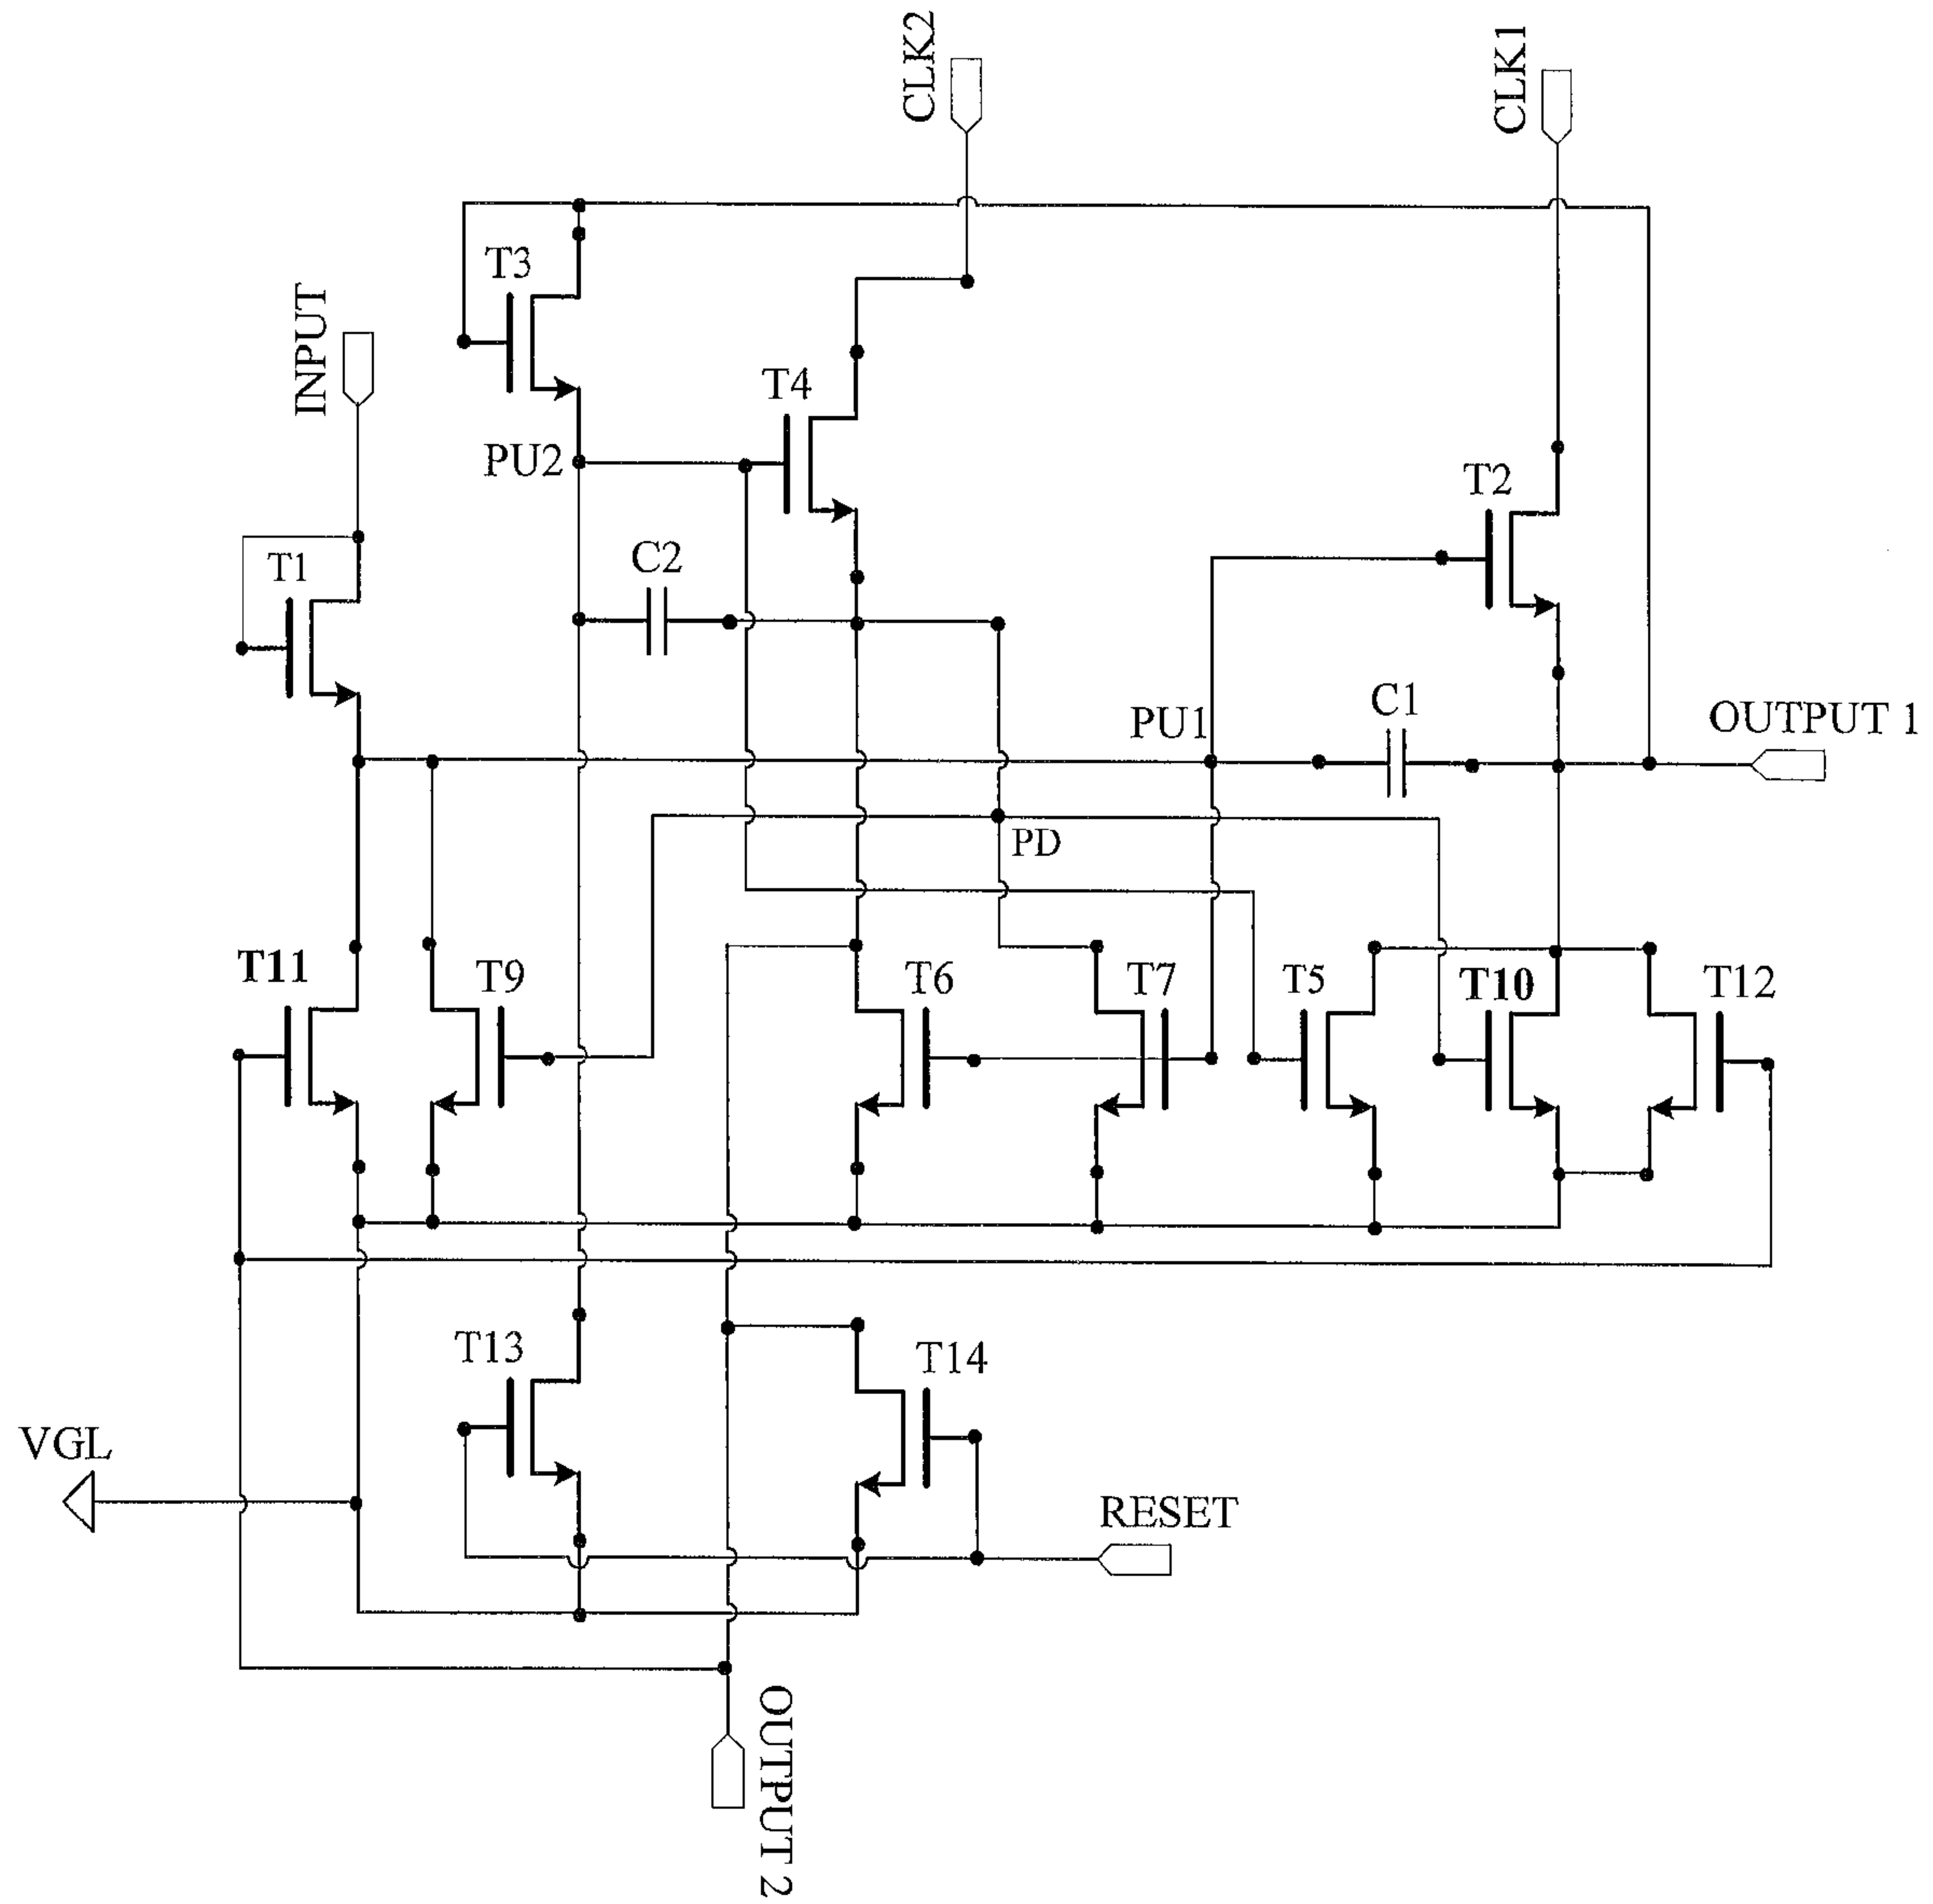 CLK2
CLK1
T3
INPUT
T4
T2
PU2
C2
T1
C1
PU1
OUTPUT 1
PD
T11
T9
T6
T7
T5
T10
T12
T13
T14
VGL
RESET
OUTPUT 2